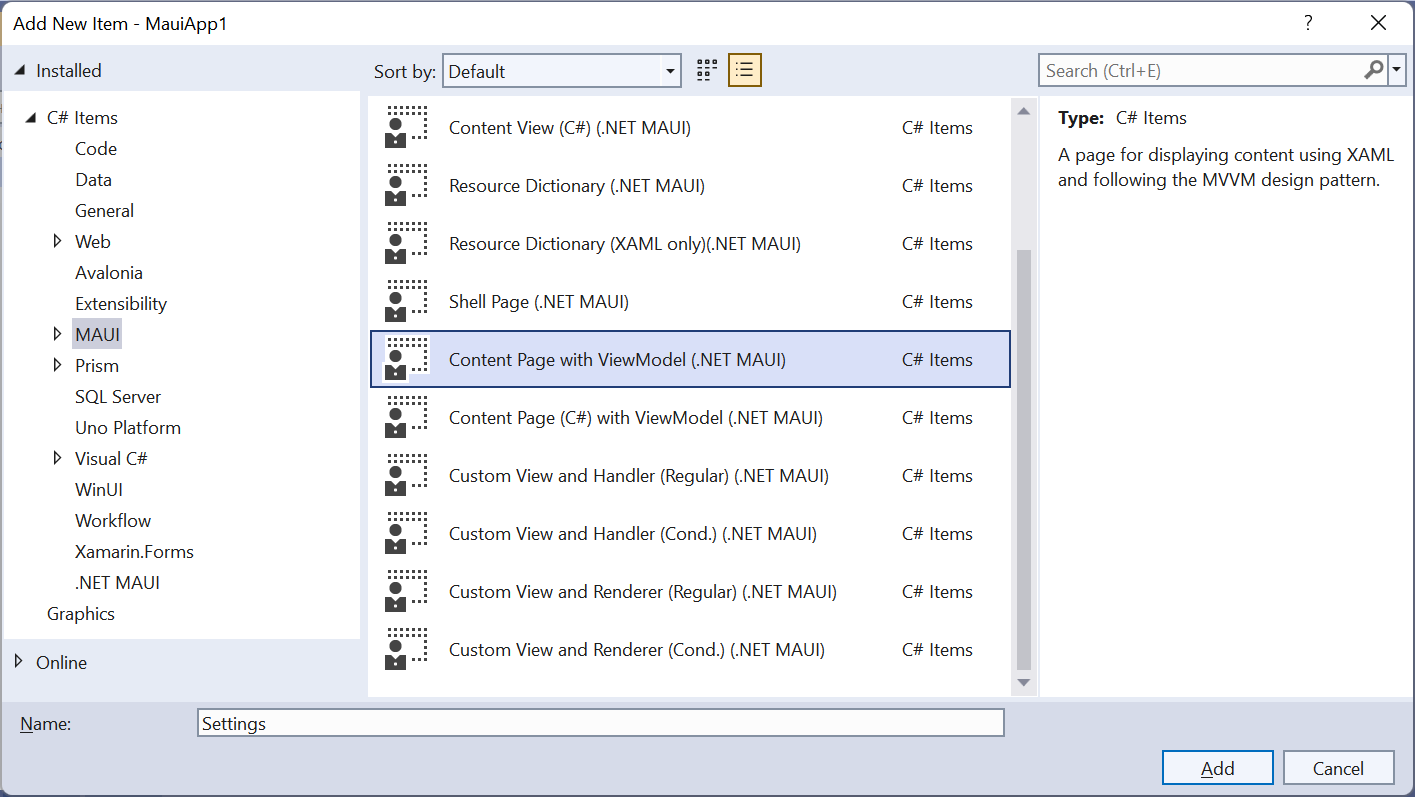 Add New Item - MauiApp1
?
Installed
Sort by: Default
Search (Ctrl+E)
C# Items
Code
Data
General
Web
Avalonia
Extensibility
MAUI
Prism
SQL Server
Uno Platform
Visual C#
WinUI
Workflow
Xamarin.Forms
.NET MAUI
Graphics
Online
Content View (C#) (.NET MAUI) C# Items
Resource Dictionary (.NET MAUI) C# Items
Resource Dictionary (XAML only)(.NET MAUI) C# Items
Shell Page (.NET MAUI) C# Items
Content Page with ViewModel (.NET MAUI) C# Items
Content Page (C#) with ViewModel (.NET MAUI) C# Items
Custom View and Handler (Regular) (.NET MAUI) C# Items
Custom View and Handler (Cond.) (.NET MAUI) C# Items
Custom View and Renderer (Regular) (.NET MAUI) C# Items
Custom View and Renderer (Cond.) (.NET MAUI) C# Items
Type: C# Items
A page for displaying content using XAML
and following the MVVM design pattern.
Name: Settings
Add Cancel